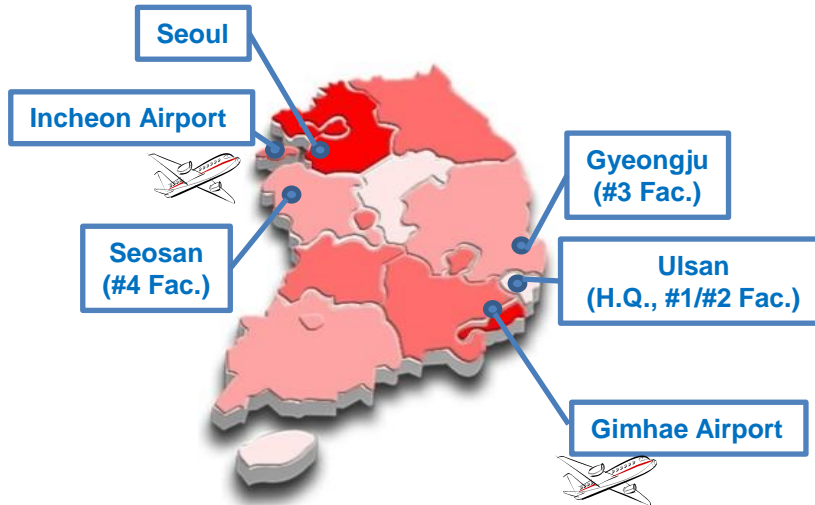 Seoul
Incheon Airport
Gyeongju
(#3 Fac.)
Seosan
(#4 Fac.)
Ulsan
(H.Q., #1/#2 Fac.)
Gimhae Airport